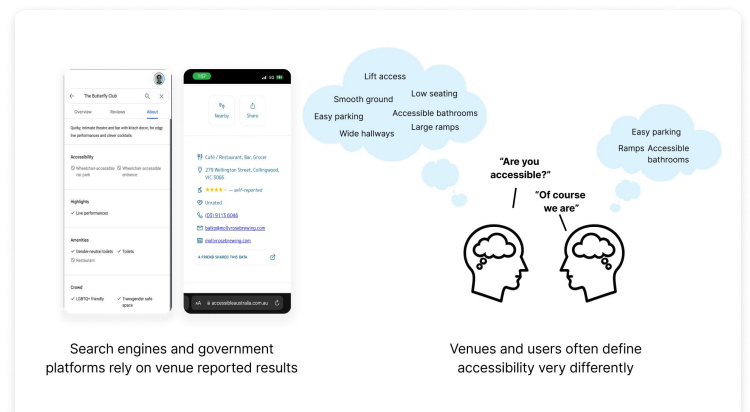 The Butterfly Club
Overview Reviews About
Quirky, intimate theatre and bar with kitsch decor, for edgy
live performances and clever cocktails.
Accessibility
Wheelchair-accessible car park
Wheelchair-accessible entrance
Highlights
Live performances
Amenities
Gender-neutral toilets
Toilets
Restaurant
Crowd
LGBTQ+ friendly
Transgender safe space
5G
Nearby Share
Café / Restaurant, Bar, Grocer
279 Wellington Street, Collingwood,
VIC 3066
— self-reported
Unrated
(03) 9113 6046
mollyrosebrewing.com
A FRIEND SHARED THIS DATA
AA accessibleaustralia.com.au
Search engines and government
platforms rely on venue reported results
Lift access
Smooth ground
Low seating
Easy parking
Accessible bathrooms
Wide hallways
Large ramps
Easy parking
Ramps
Accessible
bathrooms
“Are you
accessible?”
“Of course
we are”
Venues and users often define
accessibility very differently